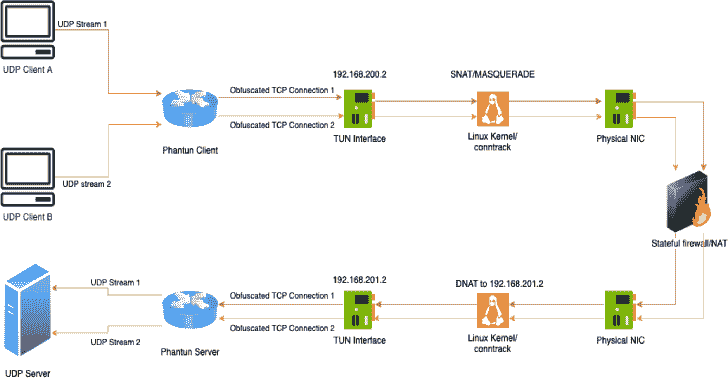 UDP Stream 1
UDP Client A
192.168.200.2
SNAT/MASQUERADE
Obfuscated TCP Connection 1
Obfuscated TCP Connection 2
Phantun Client
TUN Interface
Linux Kernel/
conntrack
Physical NIC
UDP stream 2
UDP Client B
Stateful firewall/NAT
192.168.201.2
DNAT to 192.168.201.2
UDP Stream 1
Obfuscated TCP Connection 1
Obfuscated TCP Connection 2
UDP Stream 2
Phantun Server
TUN Interface
Linux Kernel/
conntrack
Physical NIC
UDP Server